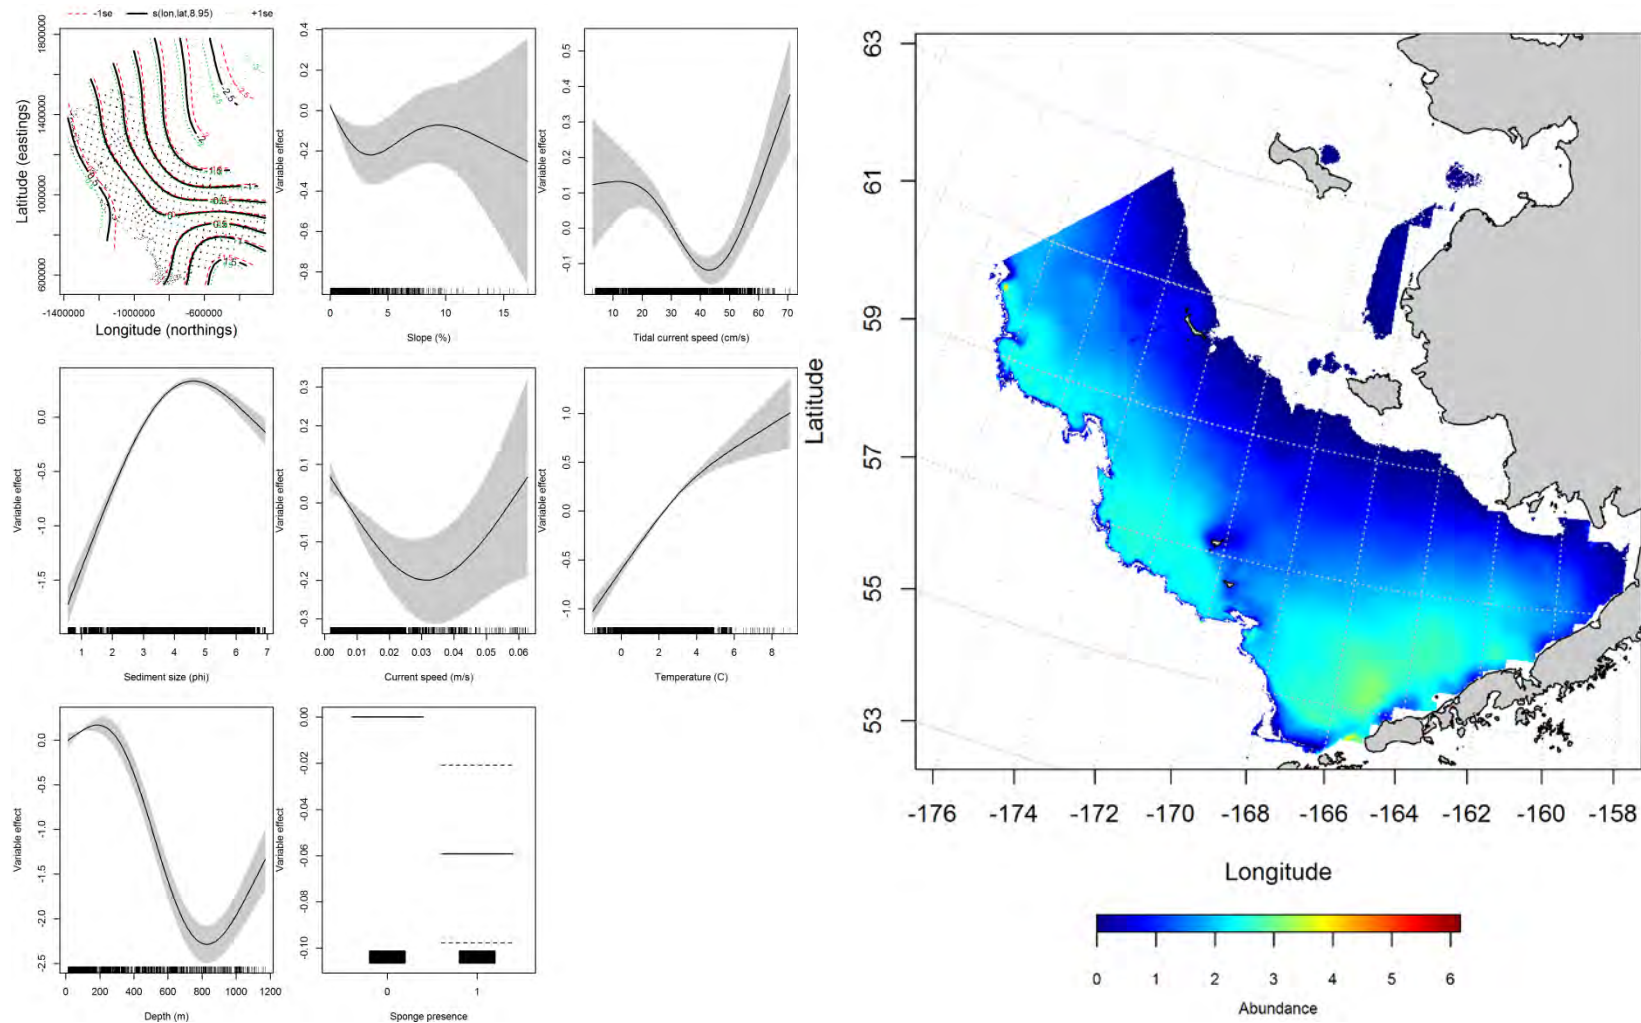 -1se s(lon,lat,8.95) +1se
1800000
1400000
1000000
600000
Latitude (eastings)
-1400000 -1000000 -600000
Longitude (northings)
0.4
0.2
0.0
-0.2
-0.4
-0.6
-0.8
Variable effect
0 5 10 15
Slope (%)
0.5
0.4
0.3
0.2
0.1
0.0
-0.1
Variable effect
10 20 30 40 50 60 70
Tidal current speed (cm/s)
0.0
-0.5
-1.0
-1.5
Variable effect
1 2 3 4 5 6 7
Sediment size (phi)
0.3
0.2
0.1
0.0
-0.1
-0.2
-0.3
Variable effect
0.00 0.01 0.02 0.03 0.04 0.05 0.06
Current speed (m/s)
1.0
0.5
0.0
-0.5
-1.0
Variable effect
0 2 4 6 8
Temperature (C)
0.0
-0.5
-1.0
-1.5
-2.0
-2.5
Variable effect
0 200 400 600 800 1000 1200
Depth (m)
0.00
-0.02
-0.04
-0.06
-0.08
-0.10
Variable effect
0 1
Sponge presence
63
61
59
57
55
53
Latitude
-176 -174 -172 -170 -168 -166 -164 -162 -160 -158
Longitude
0 1 2 3 4 5 6
Abundance